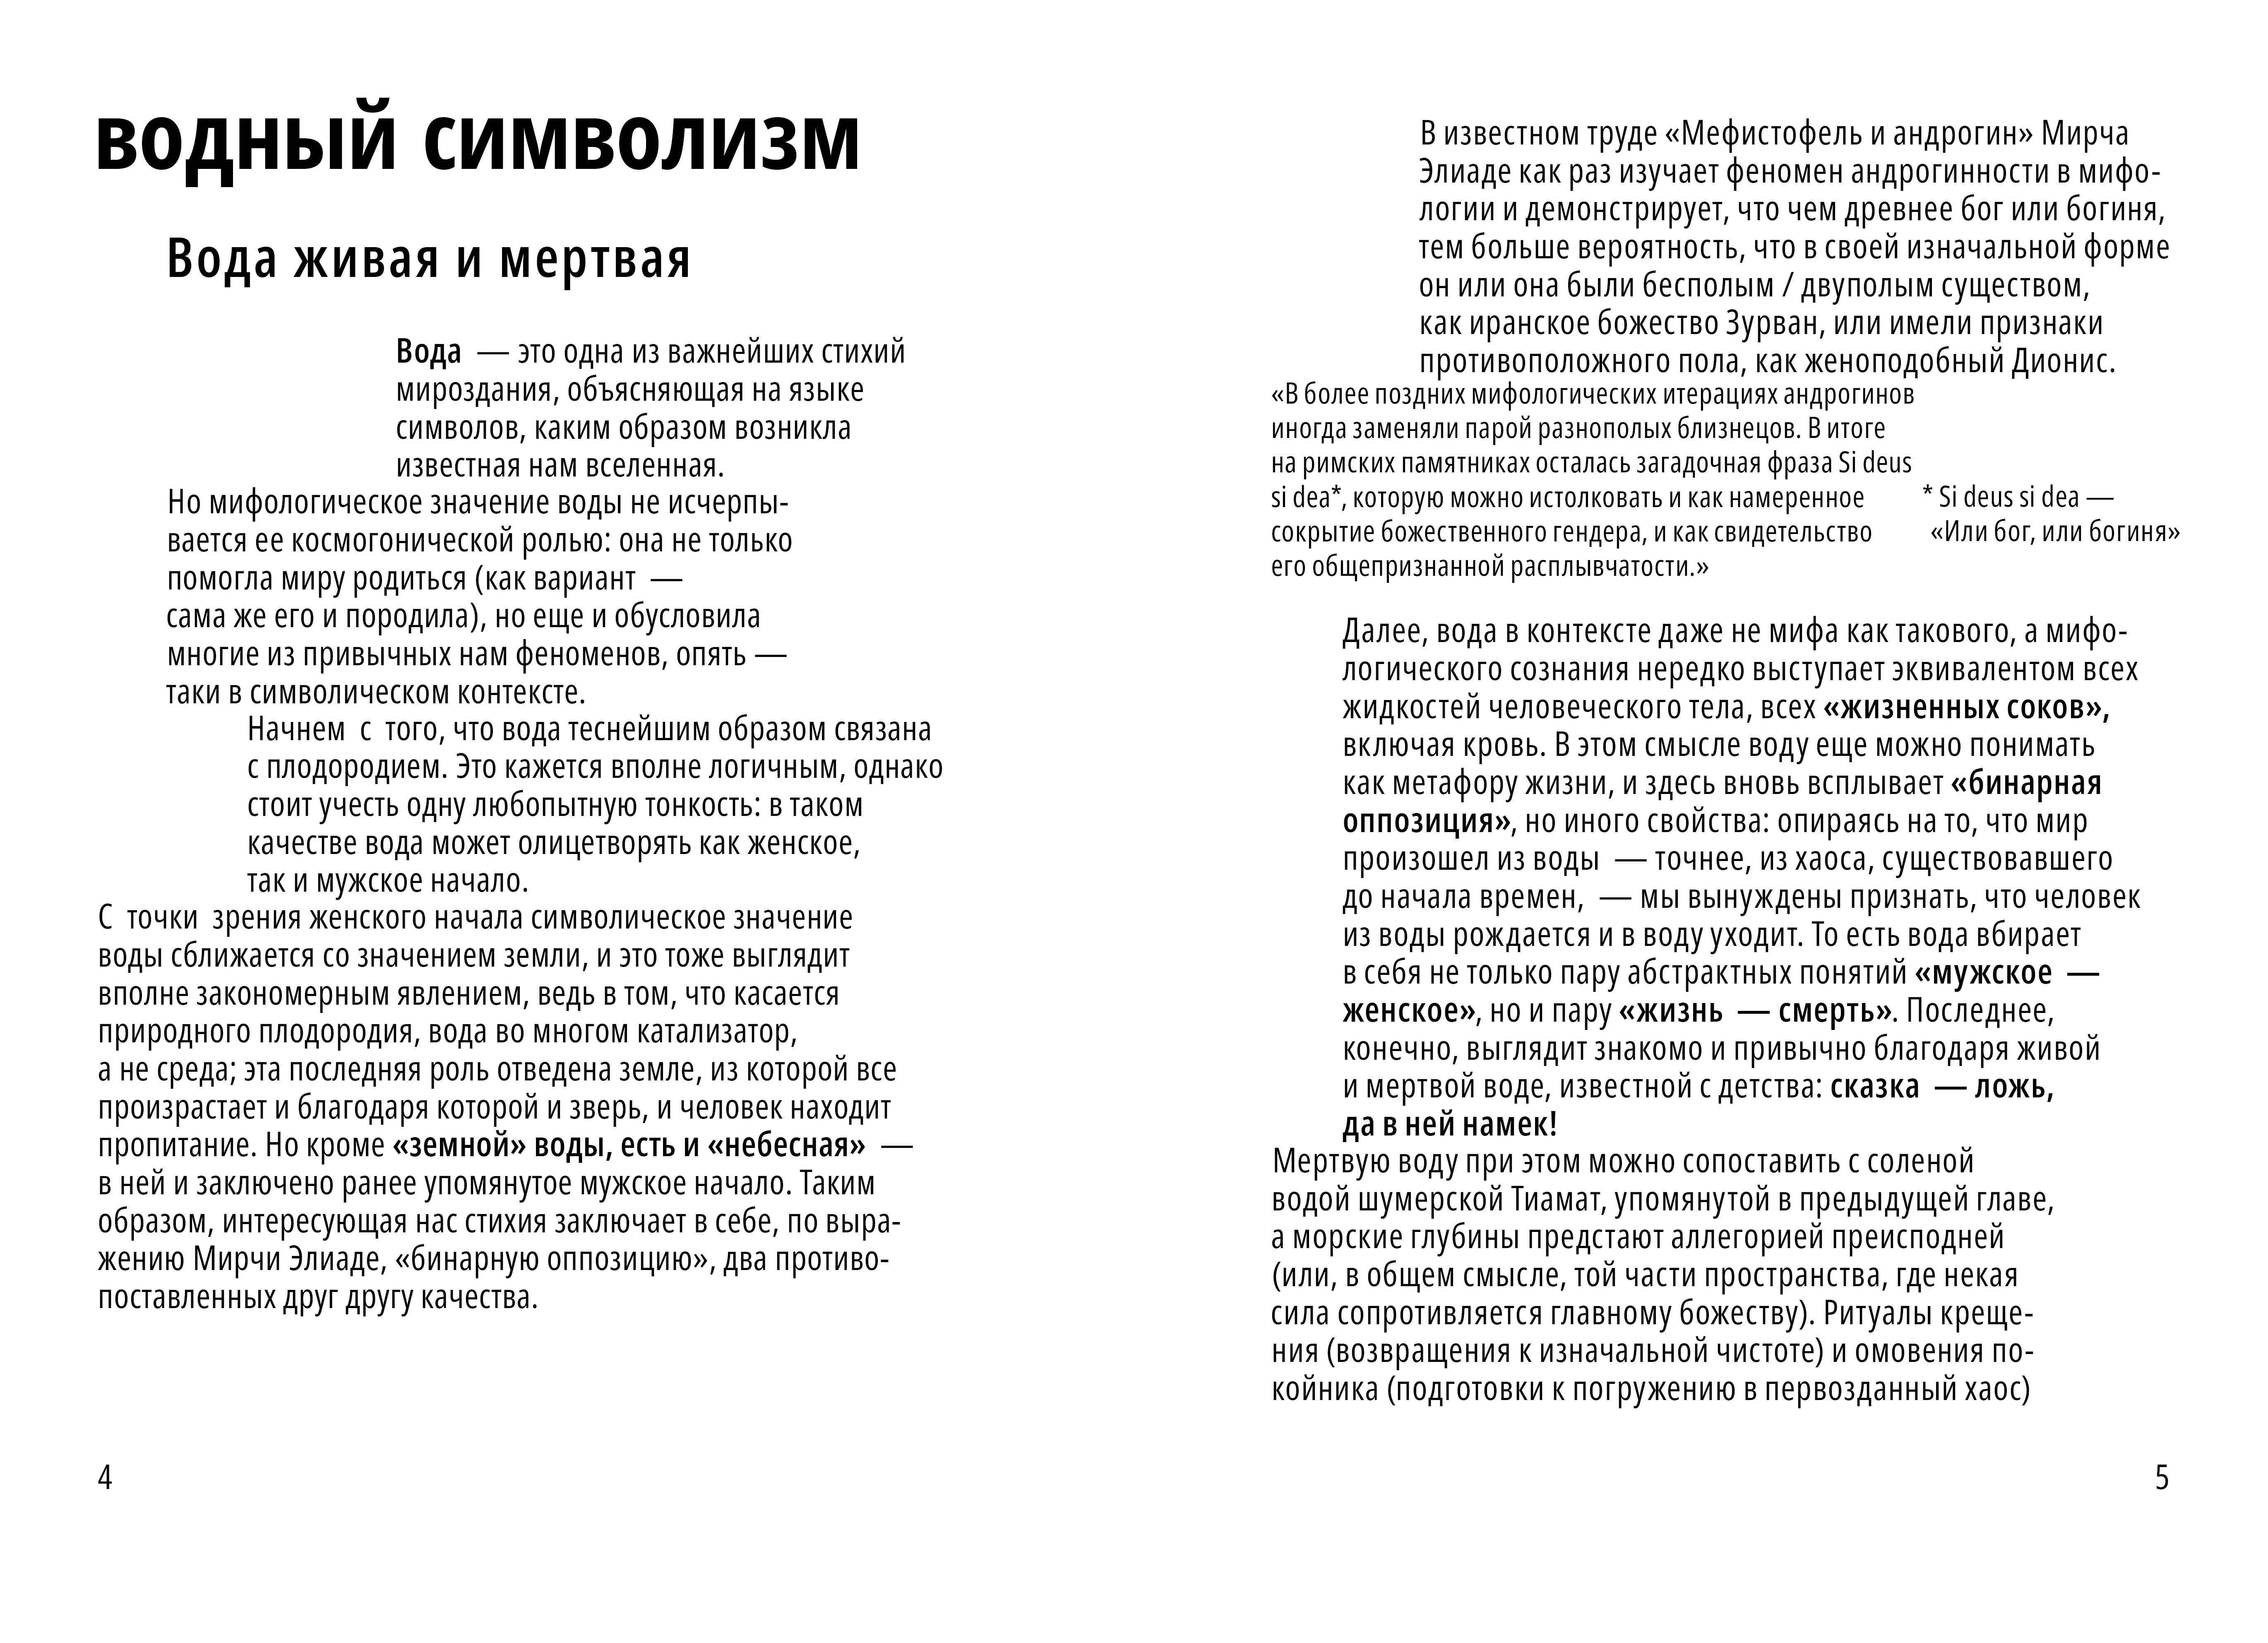 водный символизм
Вода живая и мертвая
Вода — это одна из важнейших стихий
мироздания, объясняющая на языке
символов, каким образом возникла
известная нам вселенная.
Но мифологическое значение воды не исчерпы-
вается ее космогонической ролью: она не только
помогла миру родиться (как вариант —
сама же его и породила), но еще и обусловила
многие из привычных нам феноменов, опять —
таки в символическом контексте.
Начнем с того, что вода теснейшим образом связана
с плодородием. Это кажется вполне логичным, однако
стоит учесть одну любопытную тонкость: в таком
качестве вода может олицетворять как женское,
так и мужское начало.
С точки зрения женского начала символическое значение
воды сближается со значением земли, и это тоже выглядит
вполне закономерным явлением, ведь в том, что касается
природного плодородия, вода во многом катализатор,
а не среда; эта последняя роль отведена земле, из которой все
произрастает и благодаря которой и зверь, и человек находит
пропитание. Но кроме «земной» воды, есть и «небесная» —
в ней и заключено ранее упомянутое мужское начало. Таким
образом, интересующая нас стихия заключает в себе, по выра-
жению Мирчи Элиаде, «бинарную оппозицию», два противо-
поставленных друг другу качества.
4
В известном труде «Мефистофель и андрогин» Мирча
Элиаде как раз изучает феномен андрогинности в мифо-
логии и демонстрирует, что чем древнее бог или богиня,
тем больше вероятность, что в своей изначальной форме
он или она были бесполым / двуполым существом,
как иранское божество Зурван, или имели признаки
противоположного пола, как женоподобный Дионис.
«В более поздних мифологических итерациях андрогинов
иногда заменяли парой разнополых близнецов. В итоге
на римских памятниках осталась загадочная фраза Si deus
si dea*, которую можно истолковать и как намеренное
сокрытие божественного гендера, и как свидетельство
его общепризнанной расплывчатости.»
* Si deus si dea —
«Или бог, или богиня»
Далее, вода в контексте даже не мифа как такового, а мифо-
логического сознания нередко выступает эквивалентом всех
жидкостей человеческого тела, всех «жизненных соков»,
включая кровь. В этом смысле воду еще можно понимать
как метафору жизни, и здесь вновь всплывает «бинарная
оппозиция», но иного свойства: опираясь на то, что мир
произошел из воды — точнее, из хаоса, существовавшего
до начала времен, — мы вынуждены признать, что человек
из воды рождается и в воду уходит. То есть вода вбирает
в себя не только пару абстрактных понятий «мужское —
женское», но и пару «жизнь — смерть». Последнее,
конечно, выглядит знакомо и привычно благодаря живой
и мертвой воде, известной с детства: сказка — ложь,
да в ней намек!
Мертвую воду при этом можно сопоставить с соленой
водой шумерской Тиамат, упомянутой в предыдущей главе,
а морские глубины предстают аллегорией преисподней
(или, в общем смысле, той части пространства, где некая
сила сопротивляется главному божеству). Ритуалы креще-
ния (возвращения к изначальной чистоте) и омовения по-
койника (подготовки к погружению в первозданный хаос)
5